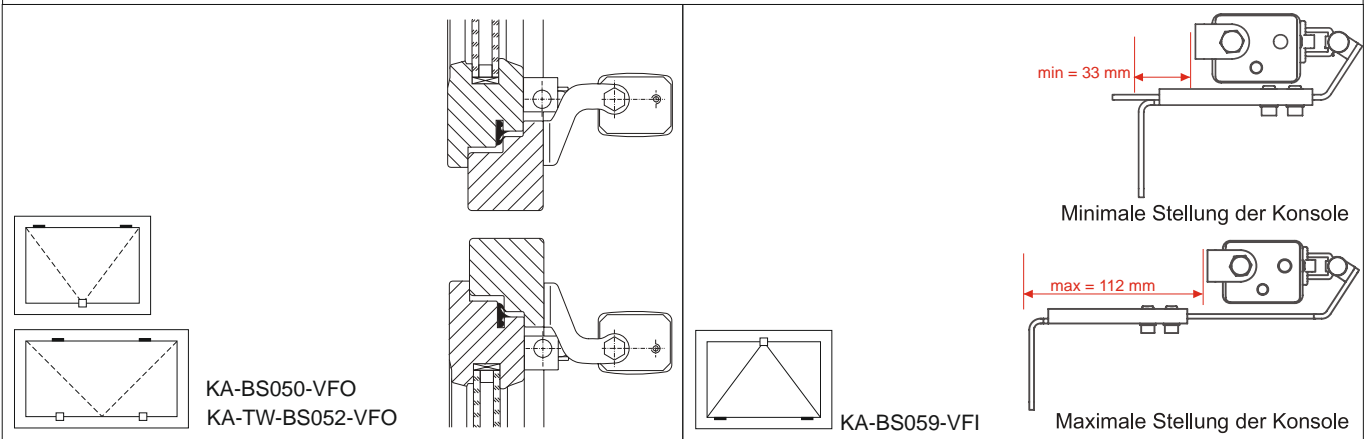 KA-BS050-VFO
KA-TW-BS052-VFO
min = 33 mm
Minimale Stellung der Konsole
max = 112 mm
KA-BS059-VFI
Maximale Stellung der Konsole